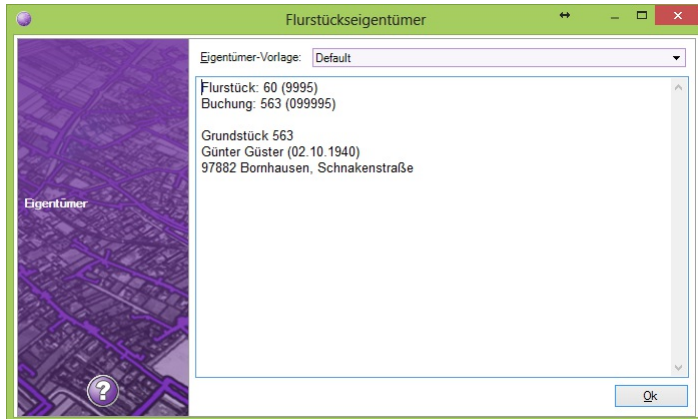 Flurstückseigentümer
Eigentümer-Vorlage: Default
Flurstück: 60 (9995)
Buchung: 563 (099995)
Grundstück 563
Günter Güster (02.10.1940)
97882 Bornhausen, Schnakenstraße
Eigentümer
?
Ok